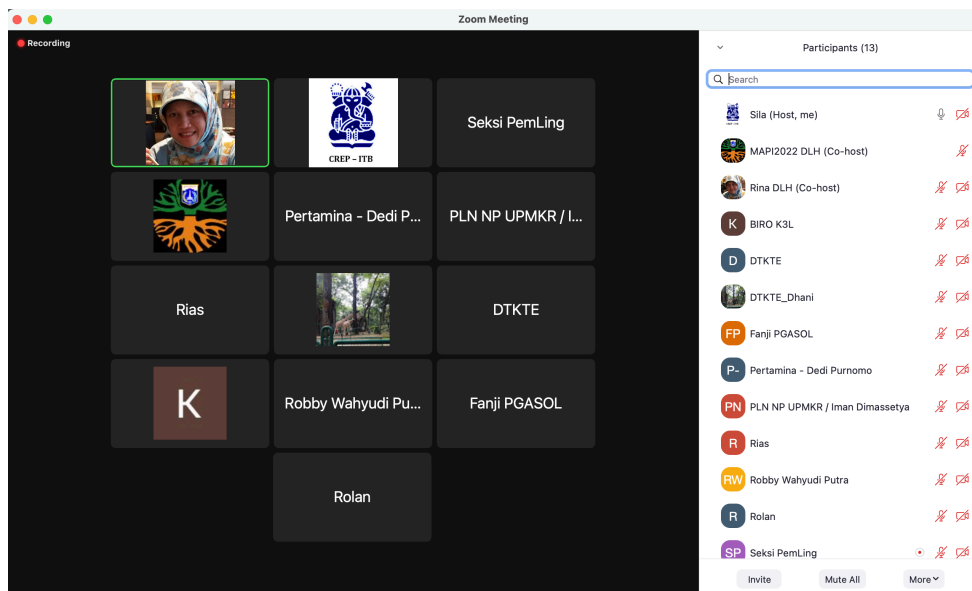 Zoom Meeting
Recording
CREP – ITB
Seksi PemLing
Pertamina - Dedi P...
PLN NP UPMKR / I...
Rias
DTKTE
K
Robby Wahyudi Pu...
Fanji PGASOL
Rolan
Participants (13)
Search
Sila (Host, me)
MAPI2022 DLH (Co-host)
Rina DLH (Co-host)
K BIRO K3L
D DTKTE
DTKTE_Dhani
FP Fanji PGASOL
P- Pertamina - Dedi Purnomo
PN PLN NP UPMKR / Iman Dimassetya
R Rias
RW Robby Wahyudi Putra
R Rolan
SP Seksi PemLing
Invite Mute All More